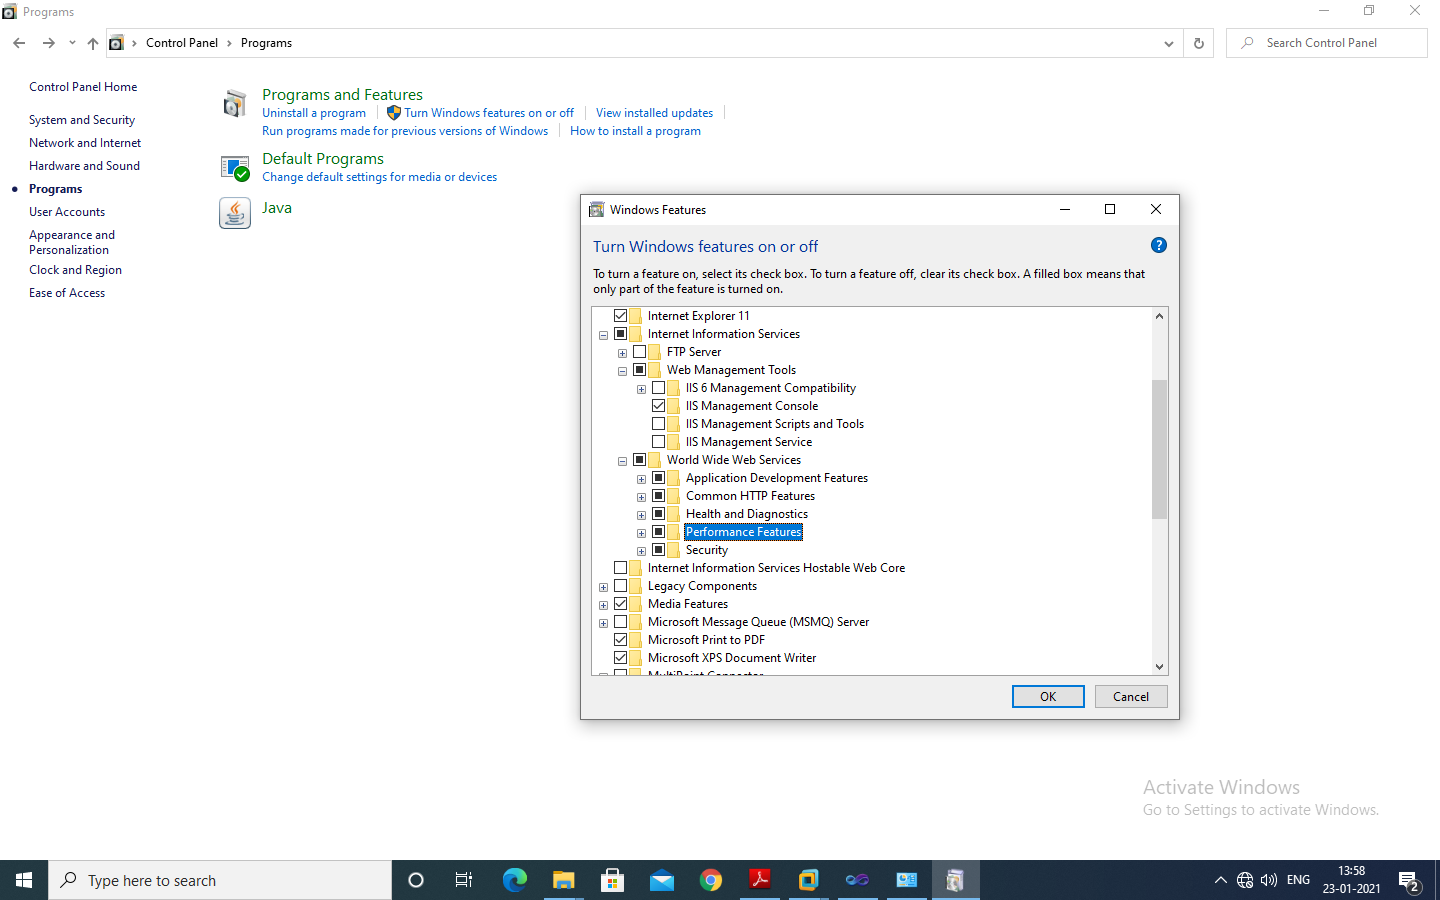 Programs
Control Panel
Programs
Search Control Panel
Control Panel Home
System and Security
Network and Internet
Hardware and Sound
Programs
User Accounts
Appearance and
Personalization
Clock and Region
Ease of Access
Programs and Features
Uninstall a program
Turn Windows features on or off
View installed updates
Run programs made for previous versions of Windows
How to install a program
Default Programs
Change default settings for media or devices
Java
Windows Features
Turn Windows features on or off
To turn a feature on, select its check box. To turn a feature off, clear its check box. A filled box means that
only part of the feature is turned on.
Internet Explorer 11
Internet Information Services
FTP Server
Web Management Tools
IIS 6 Management Compatibility
IIS Management Console
IIS Management Scripts and Tools
IIS Management Service
World Wide Web Services
Application Development Features
Common HTTP Features
Health and Diagnostics
Performance Features
Security
Internet Information Services Hostable Web Core
Legacy Components
Media Features
Microsoft Message Queue (MSMQ) Server
Microsoft Print to PDF
Microsoft XPS Document Writer
MultiPoint Connector
OK
Cancel
Activate Windows
Go to Settings to activate Windows.
Type here to search
ENG
13:58
23-01-2021
2